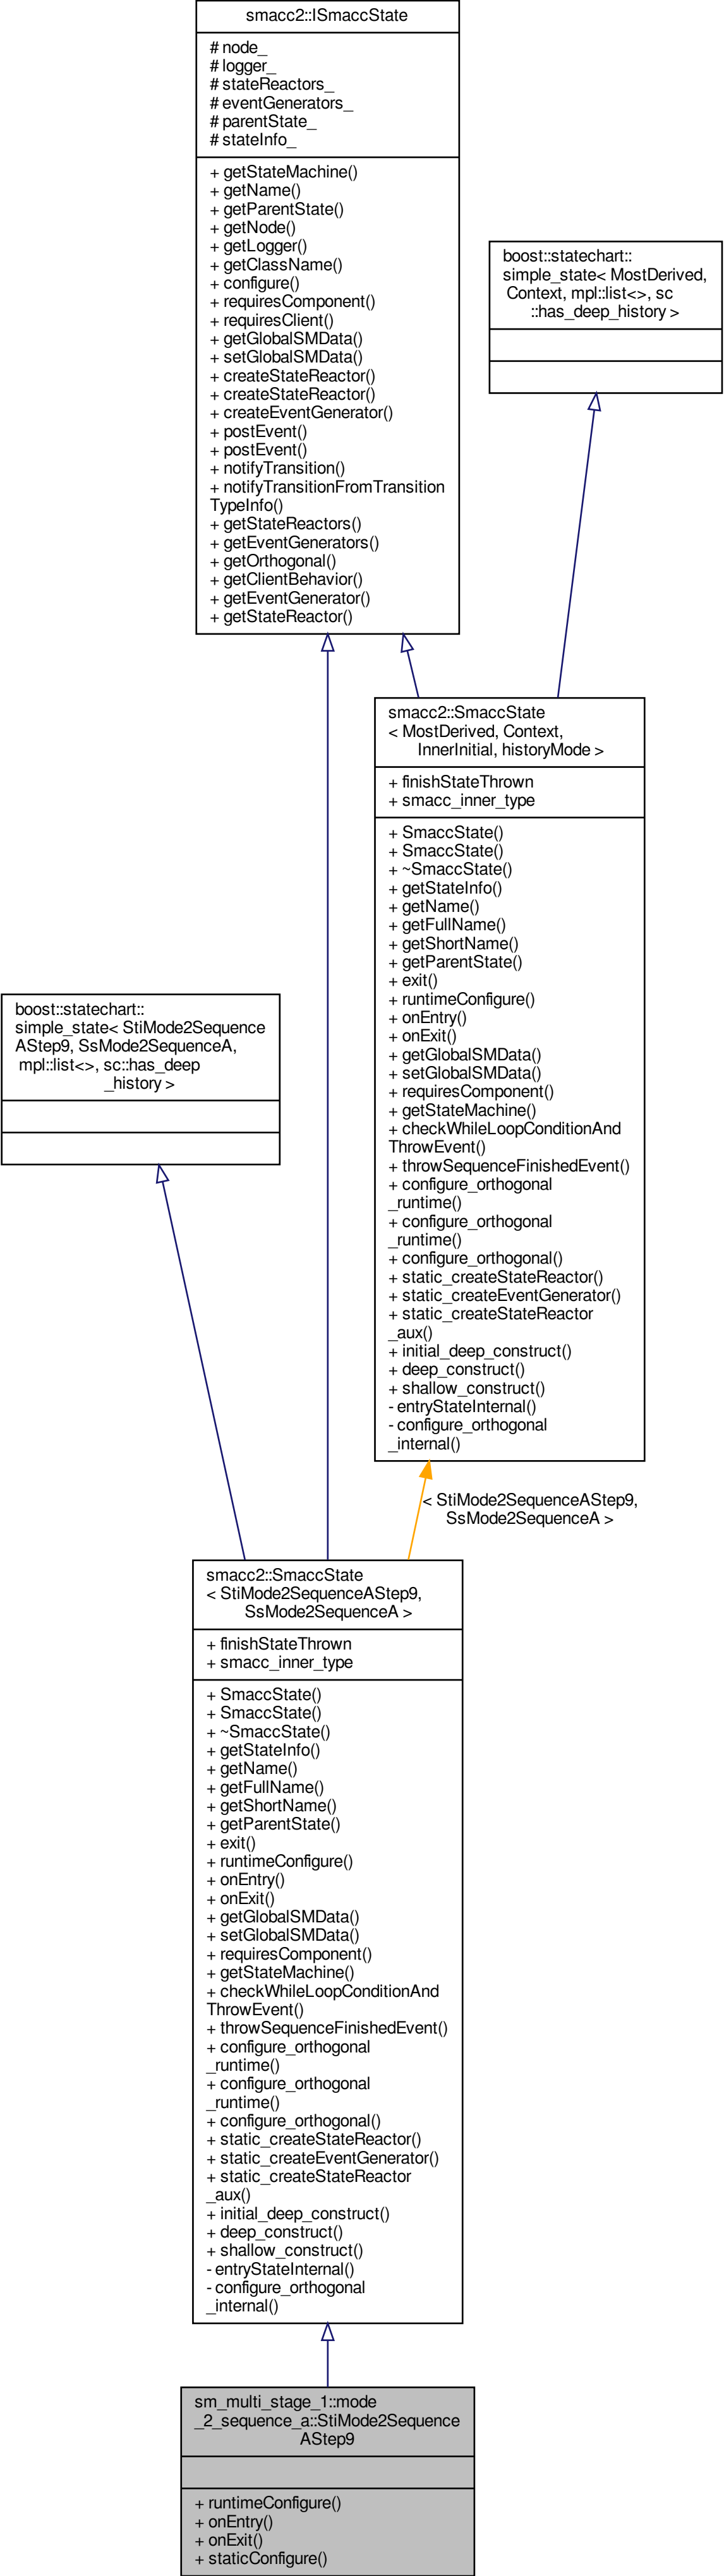 smacc2::ISmaccState
# node_
# logger_
# stateReactors_
# eventGenerators_
# parentState_
# stateInfo_
+ getStateMachine()
+ getName()
+ getParentState()
+ getNode()
+ getLogger()
+ getClassName()
+ configure()
+ requiresComponent()
+ requiresClient()
+ getGlobalSMData()
+ setGlobalSMData()
+ createStateReactor()
+ createStateReactor()
+ createEventGenerator()
+ postEvent()
+ postEvent()
+ notifyTransition()
+ notifyTransitionFromTransition
TypeInfo()
+ getStateReactors()
+ getEventGenerators()
+ getOrthogonal()
+ getClientBehavior()
+ getEventGenerator()
+ getStateReactor()
boost::statechart::
simple_state< MostDerived,
Context, mpl::list<>, sc
::has_deep_history >
smacc2::SmaccState
< MostDerived, Context,
InnerInitial, historyMode >
+ finishStateThrown
+ smacc_inner_type
+ SmaccState()
+ SmaccState()
+ ~SmaccState()
+ getStateInfo()
+ getName()
+ getFullName()
+ getShortName()
+ getParentState()
+ exit()
+ runtimeConfigure()
+ onEntry()
+ onExit()
+ getGlobalSMData()
+ setGlobalSMData()
+ requiresComponent()
+ getStateMachine()
+ checkWhileLoopConditionAnd
ThrowEvent()
+ throwSequenceFinishedEvent()
+ configure_orthogonal
_runtime()
+ configure_orthogonal
_runtime()
+ configure_orthogonal()
+ static_createStateReactor()
+ static_createEventGenerator()
+ static_createStateReactor
_aux()
+ initial_deep_construct()
+ deep_construct()
+ shallow_construct()
- entryStateInternal()
- configure_orthogonal
_internal()
boost::statechart::
simple_state< StiMode2Sequence
AStep9, SsMode2SequenceA,
mpl::list<>, sc::has_deep
_history >
< StiMode2SequenceAStep9,
SsMode2SequenceA >
smacc2::SmaccState
< StiMode2SequenceAStep9,
SsMode2SequenceA >
+ finishStateThrown
+ smacc_inner_type
+ SmaccState()
+ SmaccState()
+ ~SmaccState()
+ getStateInfo()
+ getName()
+ getFullName()
+ getShortName()
+ getParentState()
+ exit()
+ runtimeConfigure()
+ onEntry()
+ onExit()
+ getGlobalSMData()
+ setGlobalSMData()
+ requiresComponent()
+ getStateMachine()
+ checkWhileLoopConditionAnd
ThrowEvent()
+ throwSequenceFinishedEvent()
+ configure_orthogonal
_runtime()
+ configure_orthogonal
_runtime()
+ configure_orthogonal()
+ static_createStateReactor()
+ static_createEventGenerator()
+ static_createStateReactor
_aux()
+ initial_deep_construct()
+ deep_construct()
+ shallow_construct()
- entryStateInternal()
- configure_orthogonal
_internal()
sm_multi_stage_1::mode
_2_sequence_a::StiMode2Sequence
AStep9
+ runtimeConfigure()
+ onEntry()
+ onExit()
+ staticConfigure()